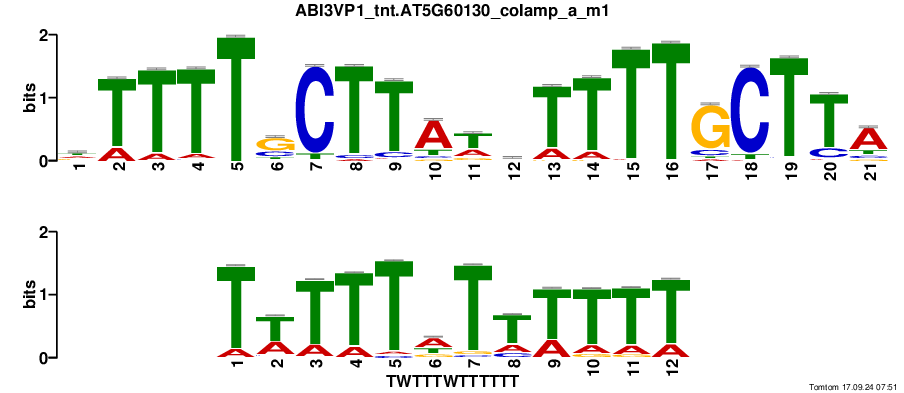 ABI3VP1_tnt.AT5G60130_colamp_a_m1
bits
2
1
0
1 2 3 4 5 6 7 8 9 10 11 12 13 14 15 16 17 18 19 20 21
T A T A T A T A T G C C T T T A T A T A T A T T G C C T T C A
bits
2
1
0
1 2 3 4 5 6 7 8 9 10 11 12
T A T A T A T A T A T T A T T A T A T A T A
TWTTTWTTTTTT
Tomtom 17.09.24 07:51